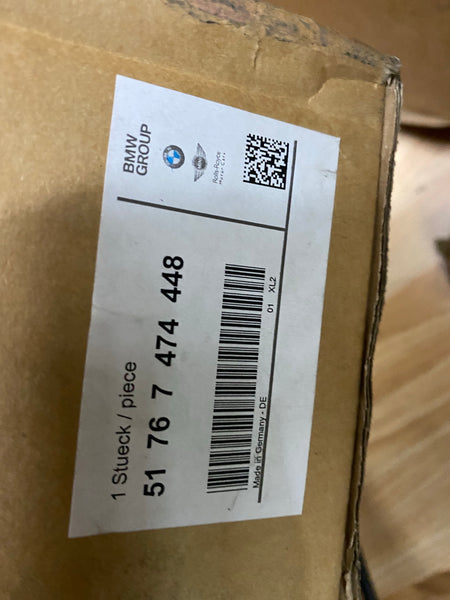 BMW
GROUP
Rolls-Royce
Motor Cars
1 Stueck / piece
51 76 7 474 448
01 XL2
Made in Germany - DE